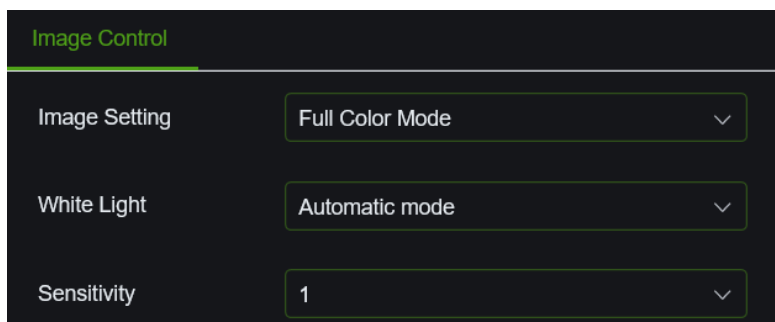 Image Control
Image Setting Full Color Mode
White Light Automatic mode
Sensitivity 1